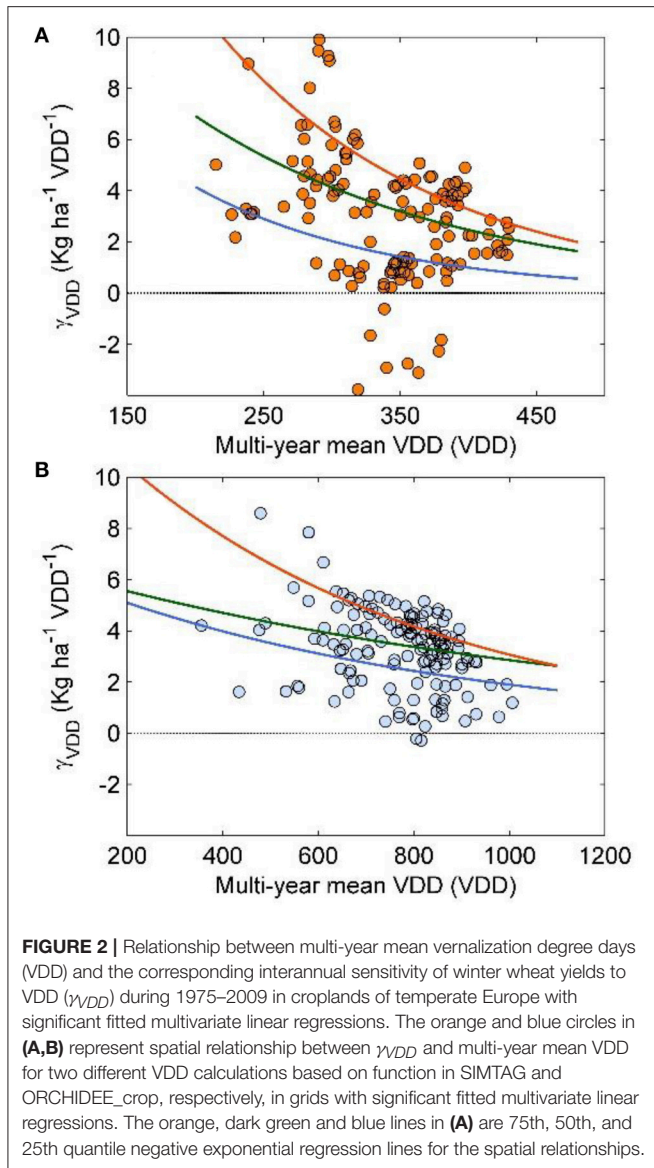 A
10
8
6
4
2
0
-2
γVDD (Kg ha⁻¹ VDD⁻¹)
150 250 350 450
Multi-year mean VDD (VDD)
B
10
8
6
4
2
0
-2
γVDD (Kg ha⁻¹ VDD⁻¹)
200 400 600 800 1000 1200
Multi-year mean VDD (VDD)
FIGURE 2 | Relationship between multi-year mean vernalization degree days
(VDD) and the corresponding interannual sensitivity of winter wheat yields to
VDD (γVDD) during 1975–2009 in croplands of temperate Europe with
significant fitted multivariate linear regressions. The orange and blue circles in
(A,B) represent spatial relationship between γVDD and multi-year mean VDD
for two different VDD calculations based on function in SIMTAG and
ORCHIDEE_crop, respectively, in grids with significant fitted multivariate linear
regressions. The orange, dark green and blue lines in (A) are 75th, 50th, and
25th quantile negative exponential regression lines for the spatial relationships.